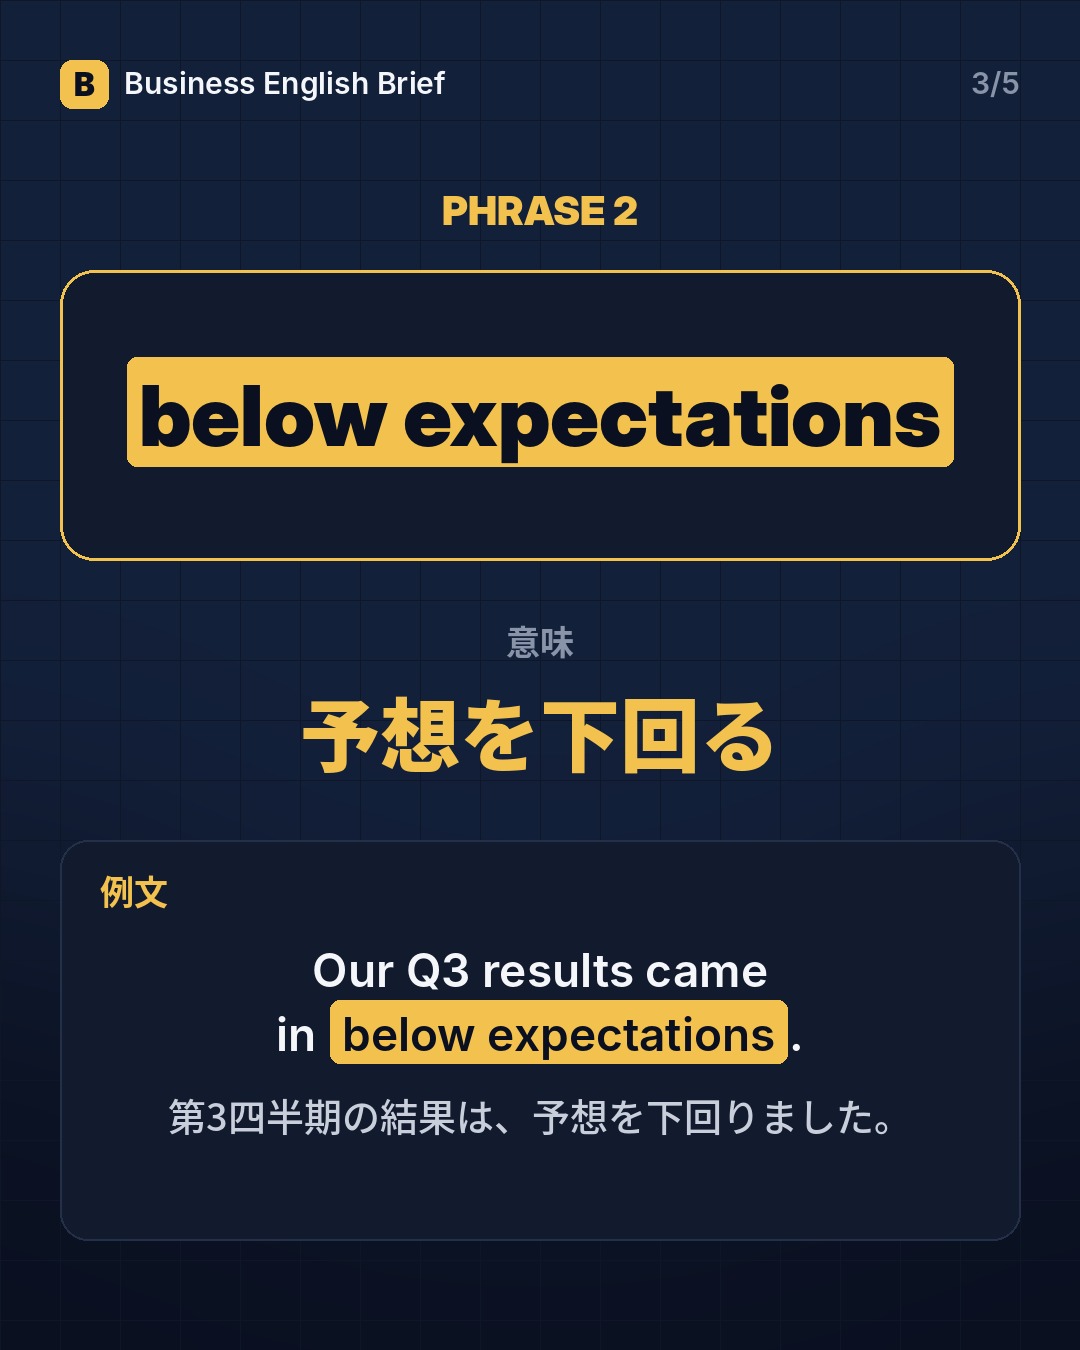 B Business English Brief 3/5
PHRASE 2
below expectations
意味
予想を下回る
例文
Our Q3 results came
in below expectations.
第3四半期の結果は、予想を下回りました。